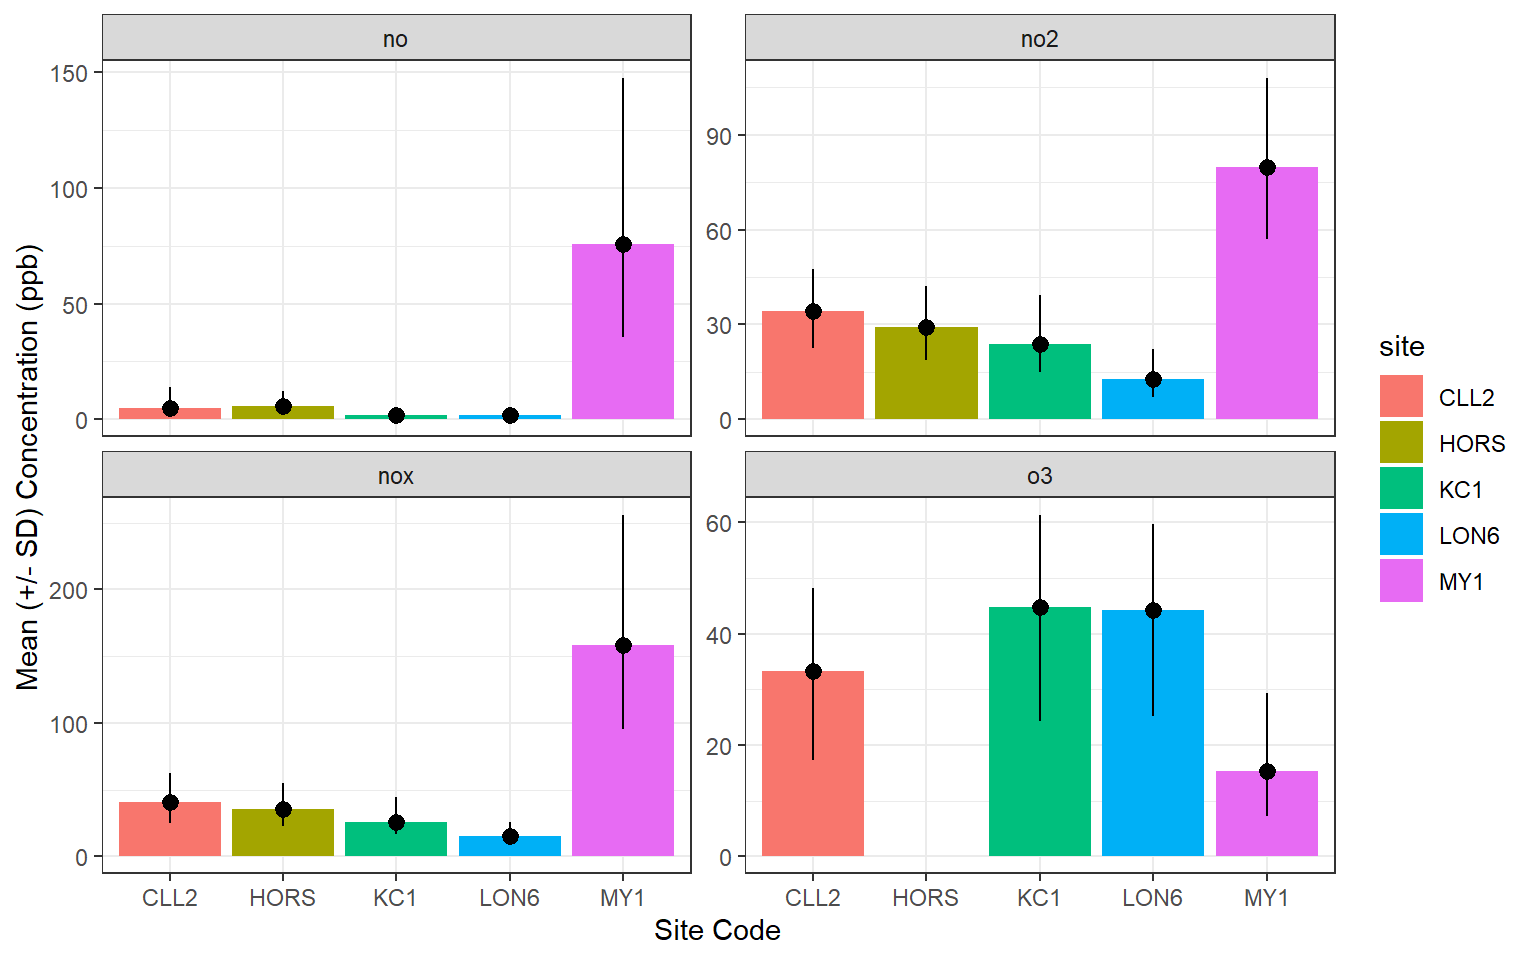 no
no2
150
100
50
0
90
60
30
0
nox
o3
200
100
0
60
40
20
0
CLL2 HORS KC1 LON6 MY1
CLL2 HORS KC1 LON6 MY1
Site Code
Mean (+/- SD) Concentration (ppb)
site
CLL2
HORS
KC1
LON6
MY1